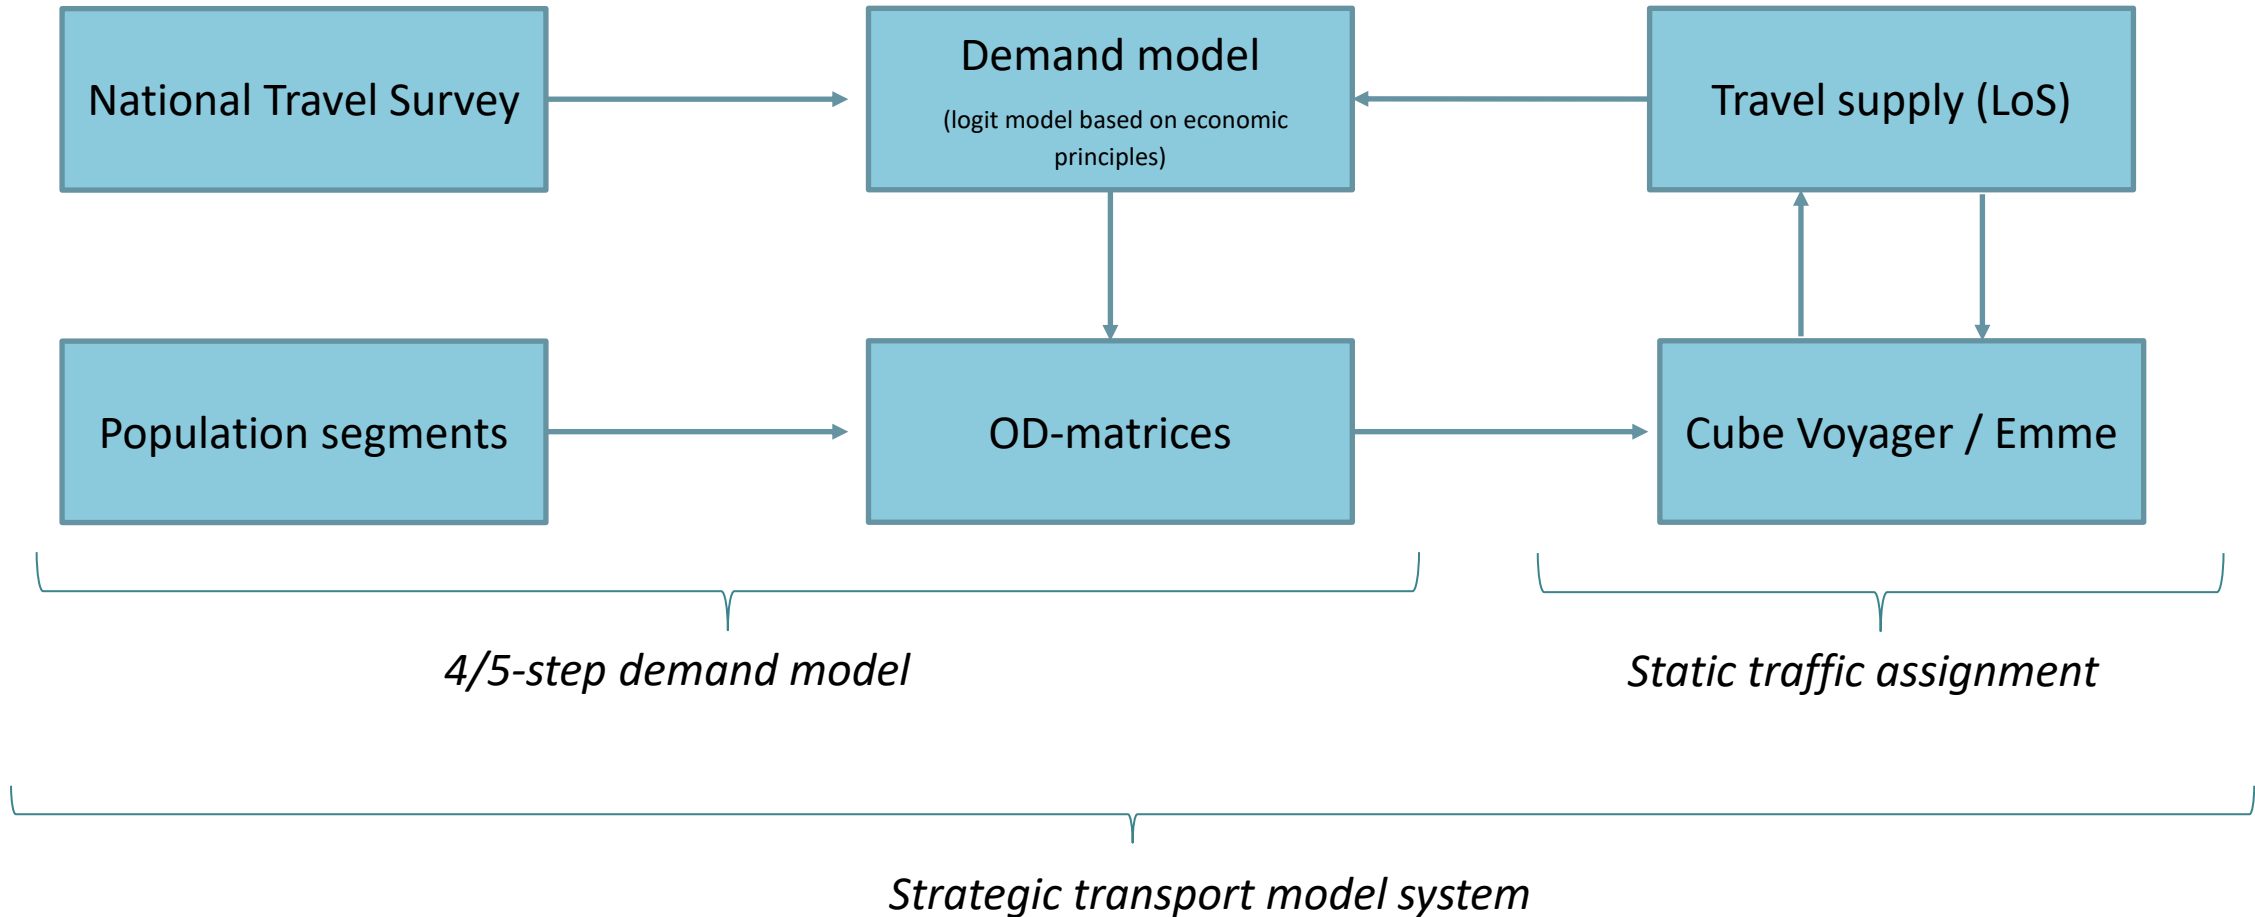 National Travel Survey
Demand model
(logit model based on economic
principles)
Travel supply (LoS)
Population segments
OD-matrices
Cube Voyager / Emme
4/5-step demand model
Static traffic assignment
Strategic transport model system